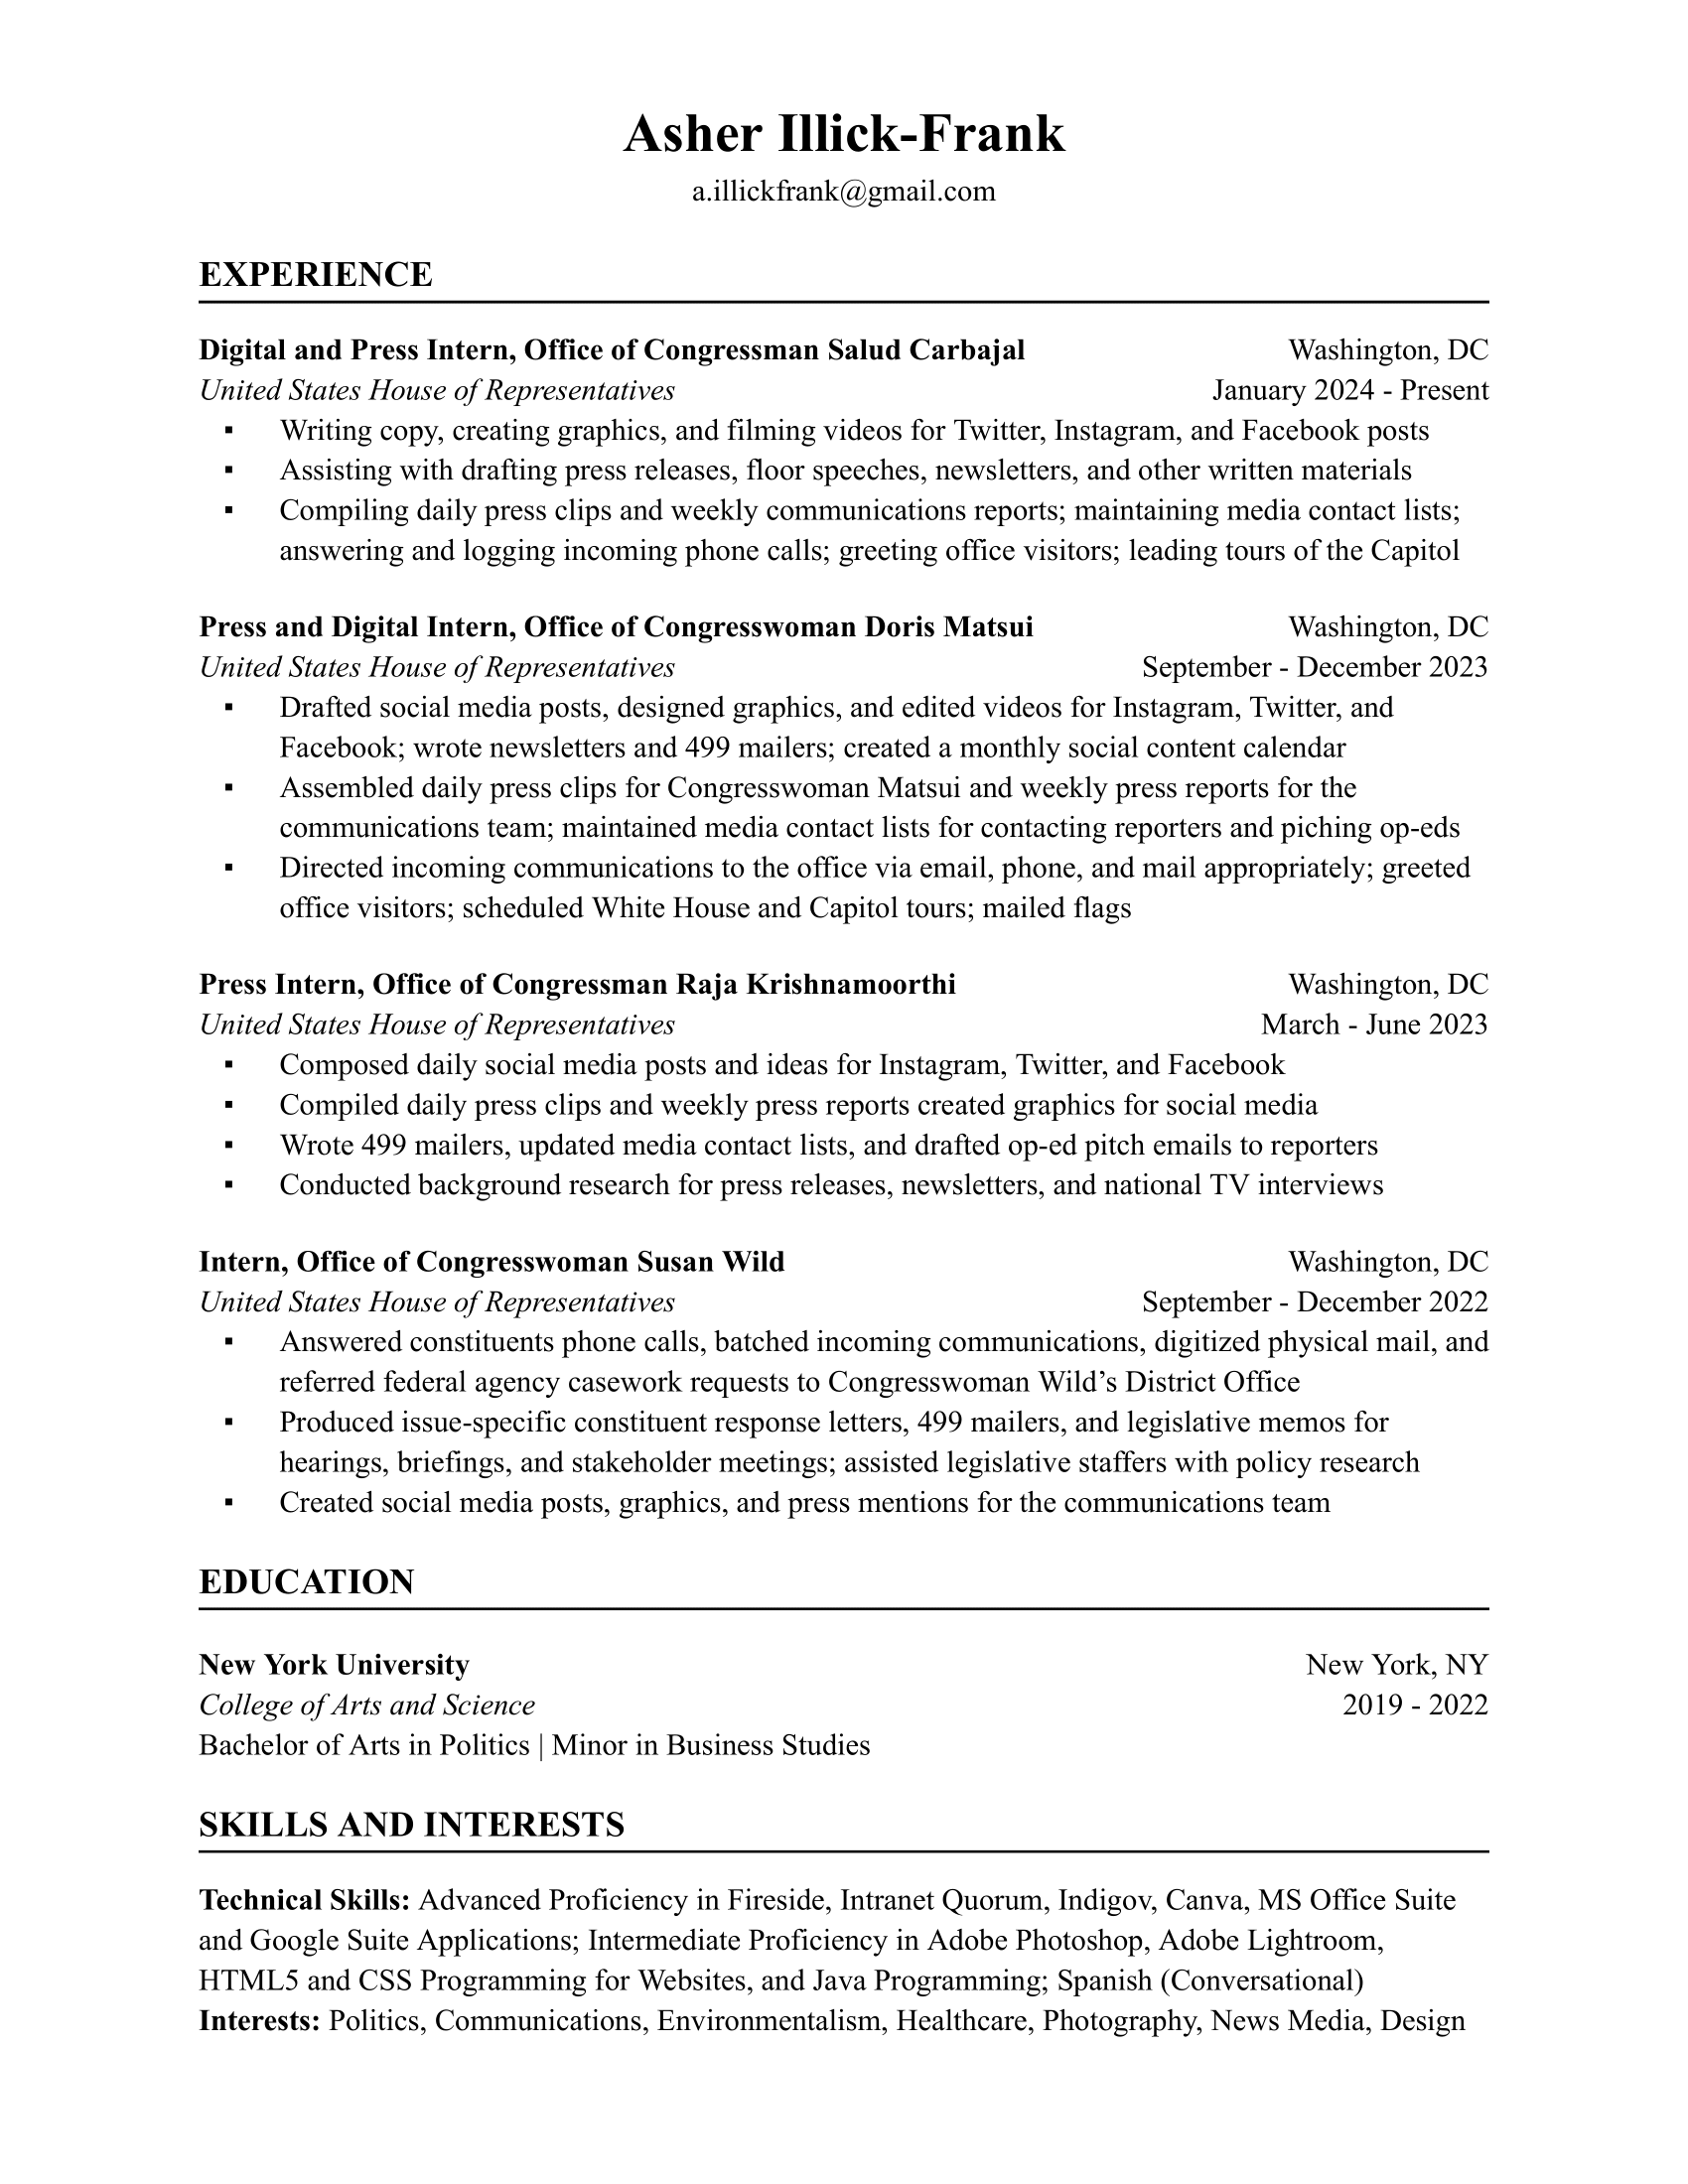 Asher Illick-Frank
a.illickfrank@gmail.com
EXPERIENCE
Digital and Press Intern, Office of Congressman Salud Carbajal Washington, DC
United States House of Representatives January 2024 - Present
▪ Writing copy, creating graphics, and filming videos for Twitter, Instagram, and Facebook posts
▪ Assisting with drafting press releases, floor speeches, newsletters, and other written materials
▪ Compiling daily press clips and weekly communications reports; maintaining media contact lists;
answering and logging incoming phone calls; greeting office visitors; leading tours of the Capitol
Press and Digital Intern, Office of Congresswoman Doris Matsui Washington, DC
United States House of Representatives September - December 2023
▪ Drafted social media posts, designed graphics, and edited videos for Instagram, Twitter, and
Facebook; wrote newsletters and 499 mailers; created a monthly social content calendar
▪ Assembled daily press clips for Congresswoman Matsui and weekly press reports for the
communications team; maintained media contact lists for contacting reporters and piching op-eds
▪ Directed incoming communications to the office via email, phone, and mail appropriately; greeted
office visitors; scheduled White House and Capitol tours; mailed flags
Press Intern, Office of Congressman Raja Krishnamoorthi Washington, DC
United States House of Representatives March - June 2023
▪ Composed daily social media posts and ideas for Instagram, Twitter, and Facebook
▪ Compiled daily press clips and weekly press reports created graphics for social media
▪ Wrote 499 mailers, updated media contact lists, and drafted op-ed pitch emails to reporters
▪ Conducted background research for press releases, newsletters, and national TV interviews
Intern, Office of Congresswoman Susan Wild Washington, DC
United States House of Representatives September - December 2022
▪ Answered constituents phone calls, batched incoming communications, digitized physical mail, and
referred federal agency casework requests to Congresswoman Wild’s District Office
▪ Produced issue-specific constituent response letters, 499 mailers, and legislative memos for
hearings, briefings, and stakeholder meetings; assisted legislative staffers with policy research
▪ Created social media posts, graphics, and press mentions for the communications team
EDUCATION
New York University New York, NY
College of Arts and Science 2019 - 2022
Bachelor of Arts in Politics | Minor in Business Studies
SKILLS AND INTERESTS
Technical Skills: Advanced Proficiency in Fireside, Intranet Quorum, Indigov, Canva, MS Office Suite
and Google Suite Applications; Intermediate Proficiency in Adobe Photoshop, Adobe Lightroom,
HTML5 and CSS Programming for Websites, and Java Programming; Spanish (Conversational)
Interests: Politics, Communications, Environmentalism, Healthcare, Photography, News Media, Design